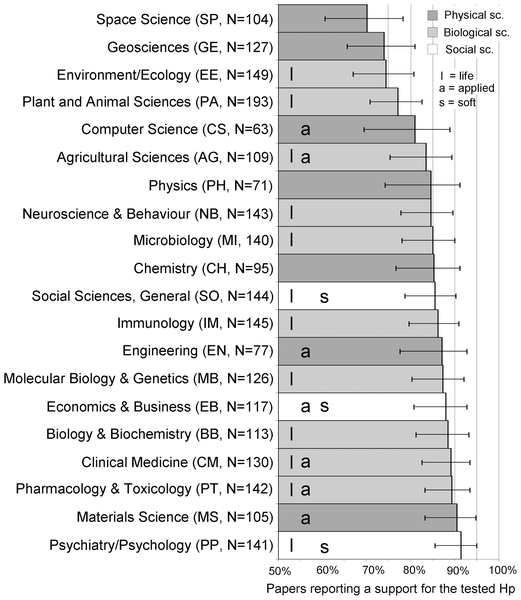 Space Science (SP, N=104)
Physical sc.
Geosciences (GE, N=127)
Biological sc.
Social sc.
Environment/Ecology (EE, N=149)
l
l = life
a = applied
s = soft
Plant and Animal Sciences (PA, N=193)
l
Computer Science (CS, N=63)
a
Agricultural Sciences (AG, N=109)
l a
Physics (PH, N=71)
Neuroscience & Behaviour (NB, N=143)
l
Microbiology (MI, 140)
l
Chemistry (CH, N=95)
Social Sciences, General (SO, N=144)
l s
Immunology (IM, N=145)
l
Engineering (EN, N=77)
a
Molecular Biology & Genetics (MB, N=126)
l
Economics & Business (EB, N=117)
a s
Biology & Biochemistry (BB, N=113)
l
Clinical Medicine (CM, N=130)
l a
Pharmacology & Toxicology (PT, N=142)
l a
Materials Science (MS, N=105)
a
Psychiatry/Psychology (PP, N=141)
l s
50% 60% 70% 80% 90% 100%
Papers reporting a support for the tested Hp